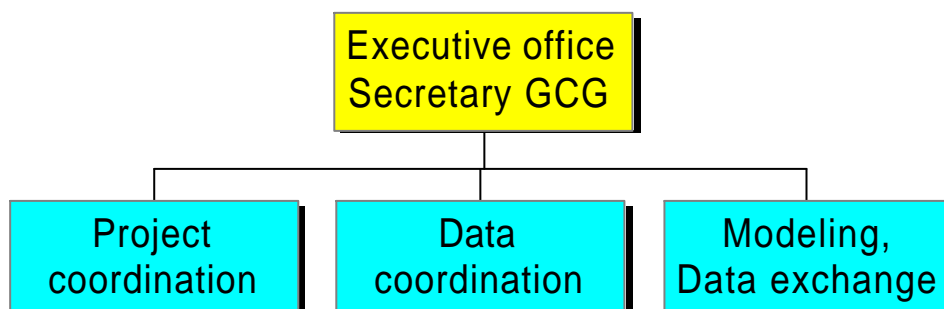 Executive office
Secretary GCG
Project
coordination
Data
coordination
Modeling,
Data exchange